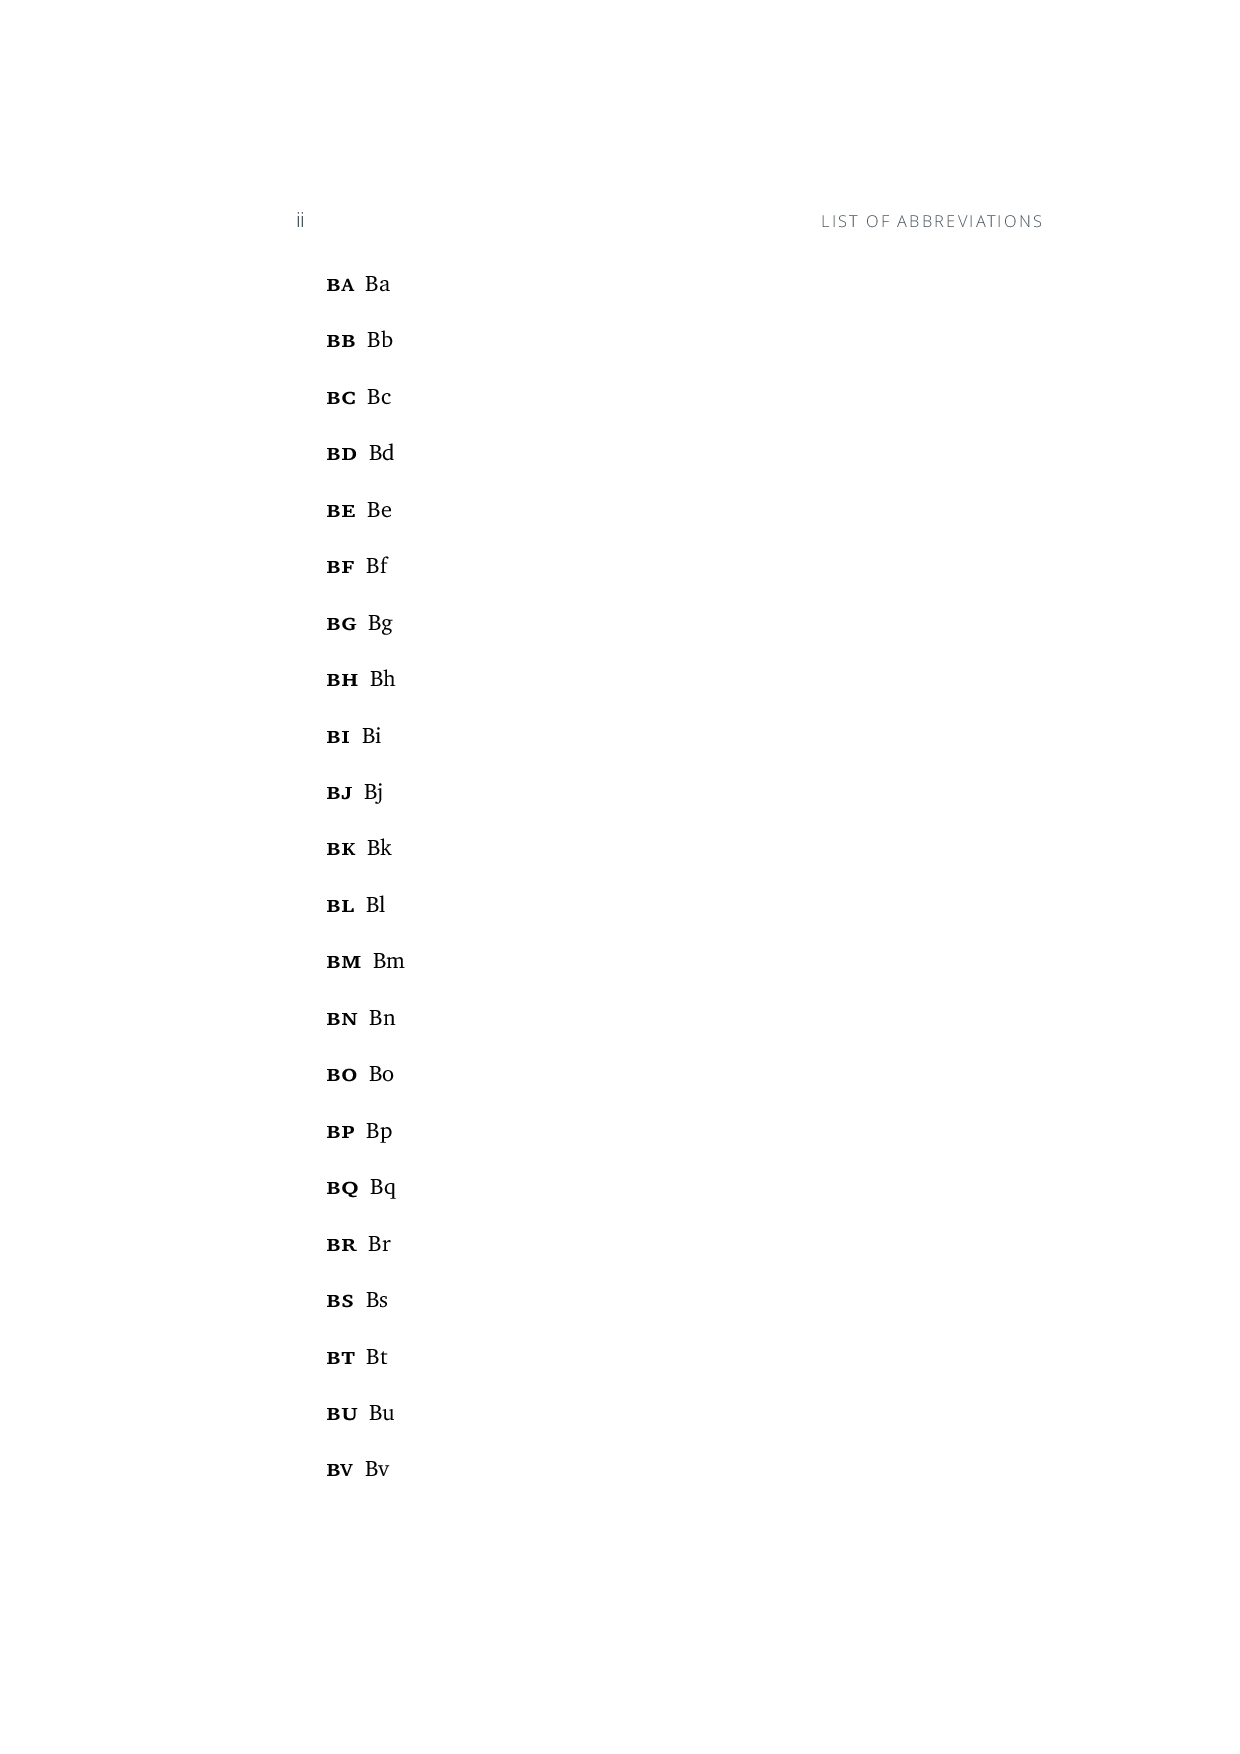 ii LIST OF ABBREVIATIONS
BA Ba
BB Bb
BC Bc
BD Bd
BE Be
BF Bf
BG Bg
BH Bh
BI Bi
BJ Bj
BK Bk
BL Bl
BM Bm
BN Bn
BO Bo
BP Bp
BQ Bq
BR Br
BS Bs
BT Bt
BU Bu
BV Bv